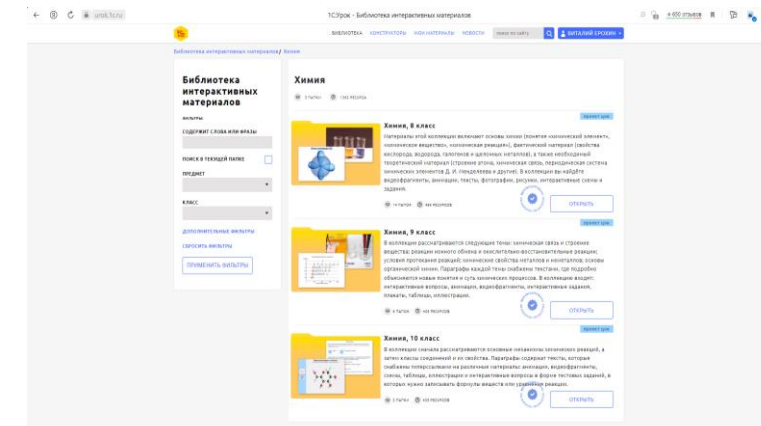 urok.1c.ru
1С:Урок - Библиотека интерактивных материалов
БИБЛИОТЕКА КОНСТРУКТОРЫ МОИ МАТЕРИАЛЫ НОВОСТИ ПОИСК ПО САЙТУ ВИТАЛИЙ ЕРОХИН
Библиотека интерактивных материалов/ Химия
Библиотека
интерактивных
материалов
ФИЛЬТРЫ
СОДЕРЖИТ СЛОВА ИЛИ ФРАЗЫ
ПОИСК В ТЕКУЩЕЙ ПАПКЕ
ПРЕДМЕТ
КЛАСС
ДОПОЛНИТЕЛЬНЫЕ ФИЛЬТРЫ
СБРОСИТЬ ФИЛЬТРЫ
ПРИМЕНИТЬ ФИЛЬТРЫ
Химия
Химия, 8 класс
Материалы этой коллекции включают основы химии (понятия «химический элемент»,
«химическое вещество», «химическая реакция»), фактический материал (свойства
кислорода, водорода, галогенов и щелочных металлов), а также необходимый
теоретический материал (строение атома, химическая связь, периодическая система
химических элементов Д. И. Менделеева и другие). В коллекции вы найдёте
видеофрагменты, анимации, тексты, фотографии, рисунки, интерактивные схемы и
задания.
ОТКРЫТЬ
Химия, 9 класс
В коллекции рассматриваются следующие темы: химическая связь и строение
вещества; реакции ионного обмена и окислительно-восстановительные реакции;
условия протекания реакций; химические свойства металлов и неметаллов; основы
органической химии. Параграфы каждой темы снабжены текстами, где подробно
объясняются новые понятия и суть химических процессов. В коллекцию входят:
интерактивные вопросы, анимации, видеофрагменты, интерактивные задания,
плакаты, таблицы, иллюстрации.
ОТКРЫТЬ
Химия, 10 класс
В коллекции сначала рассматриваются основные механизмы химических реакций, а
затем классы соединений и их свойства. Параграфы содержат тексты, которые
снабжены гиперссылками на различные материалы: анимации, видеофрагменты,
схемы, таблицы, иллюстрации и интерактивные вопросы в форме тестовых заданий, в
которых нужно записывать формулы веществ или уравнения реакции.
ОТКРЫТЬ